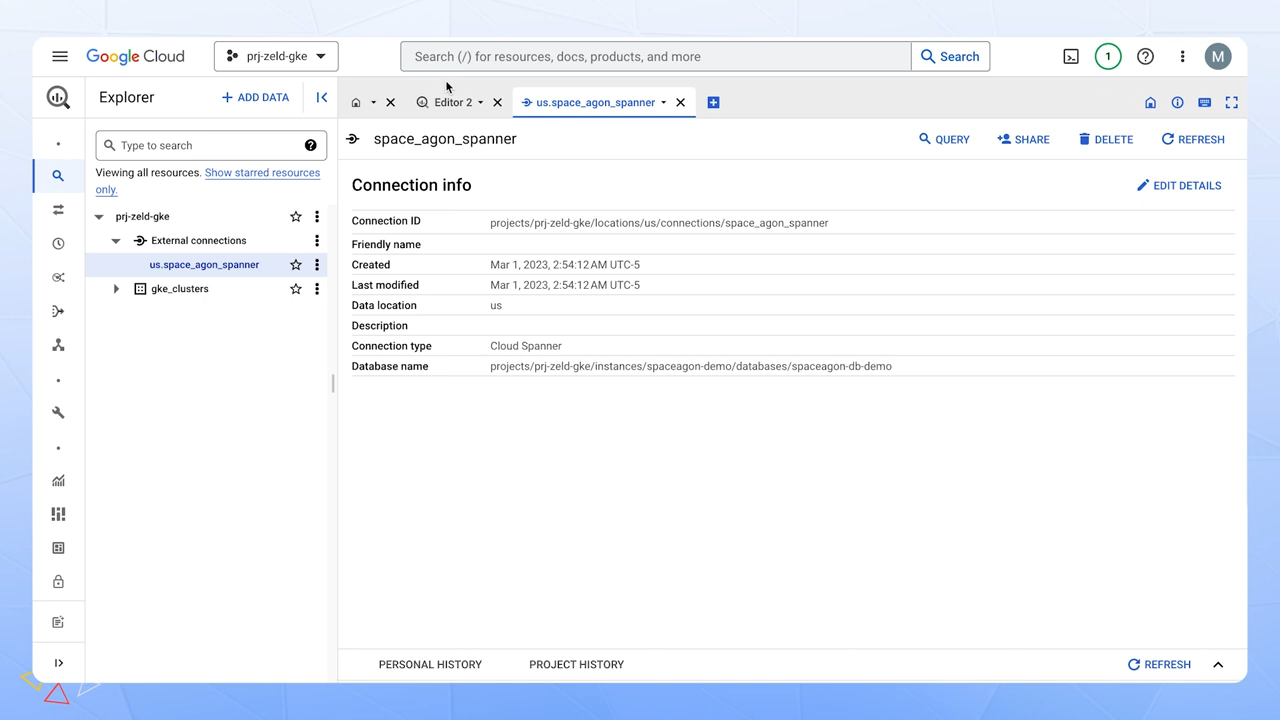 Google Cloud
prj-zeld-gke
Search (/) for resources, docs, products, and more
Search
1
M
Explorer
+ ADD DATA
Editor 2
us.space_agon_spanner
Type to search
Viewing all resources. Show starred resources
only.
prj-zeld-gke
External connections
us.space_agon_spanner
gke_clusters
space_agon_spanner
QUERY
SHARE
DELETE
REFRESH
Connection info
EDIT DETAILS
Connection ID projects/prj-zeld-gke/locations/us/connections/space_agon_spanner
Friendly name
Created Mar 1, 2023, 2:54:12 AM UTC-5
Last modified Mar 1, 2023, 2:54:12 AM UTC-5
Data location us
Description
Connection type Cloud Spanner
Database name projects/prj-zeld-gke/instances/spaceagon-demo/databases/spaceagon-db-demo
PERSONAL HISTORY
PROJECT HISTORY
REFRESH